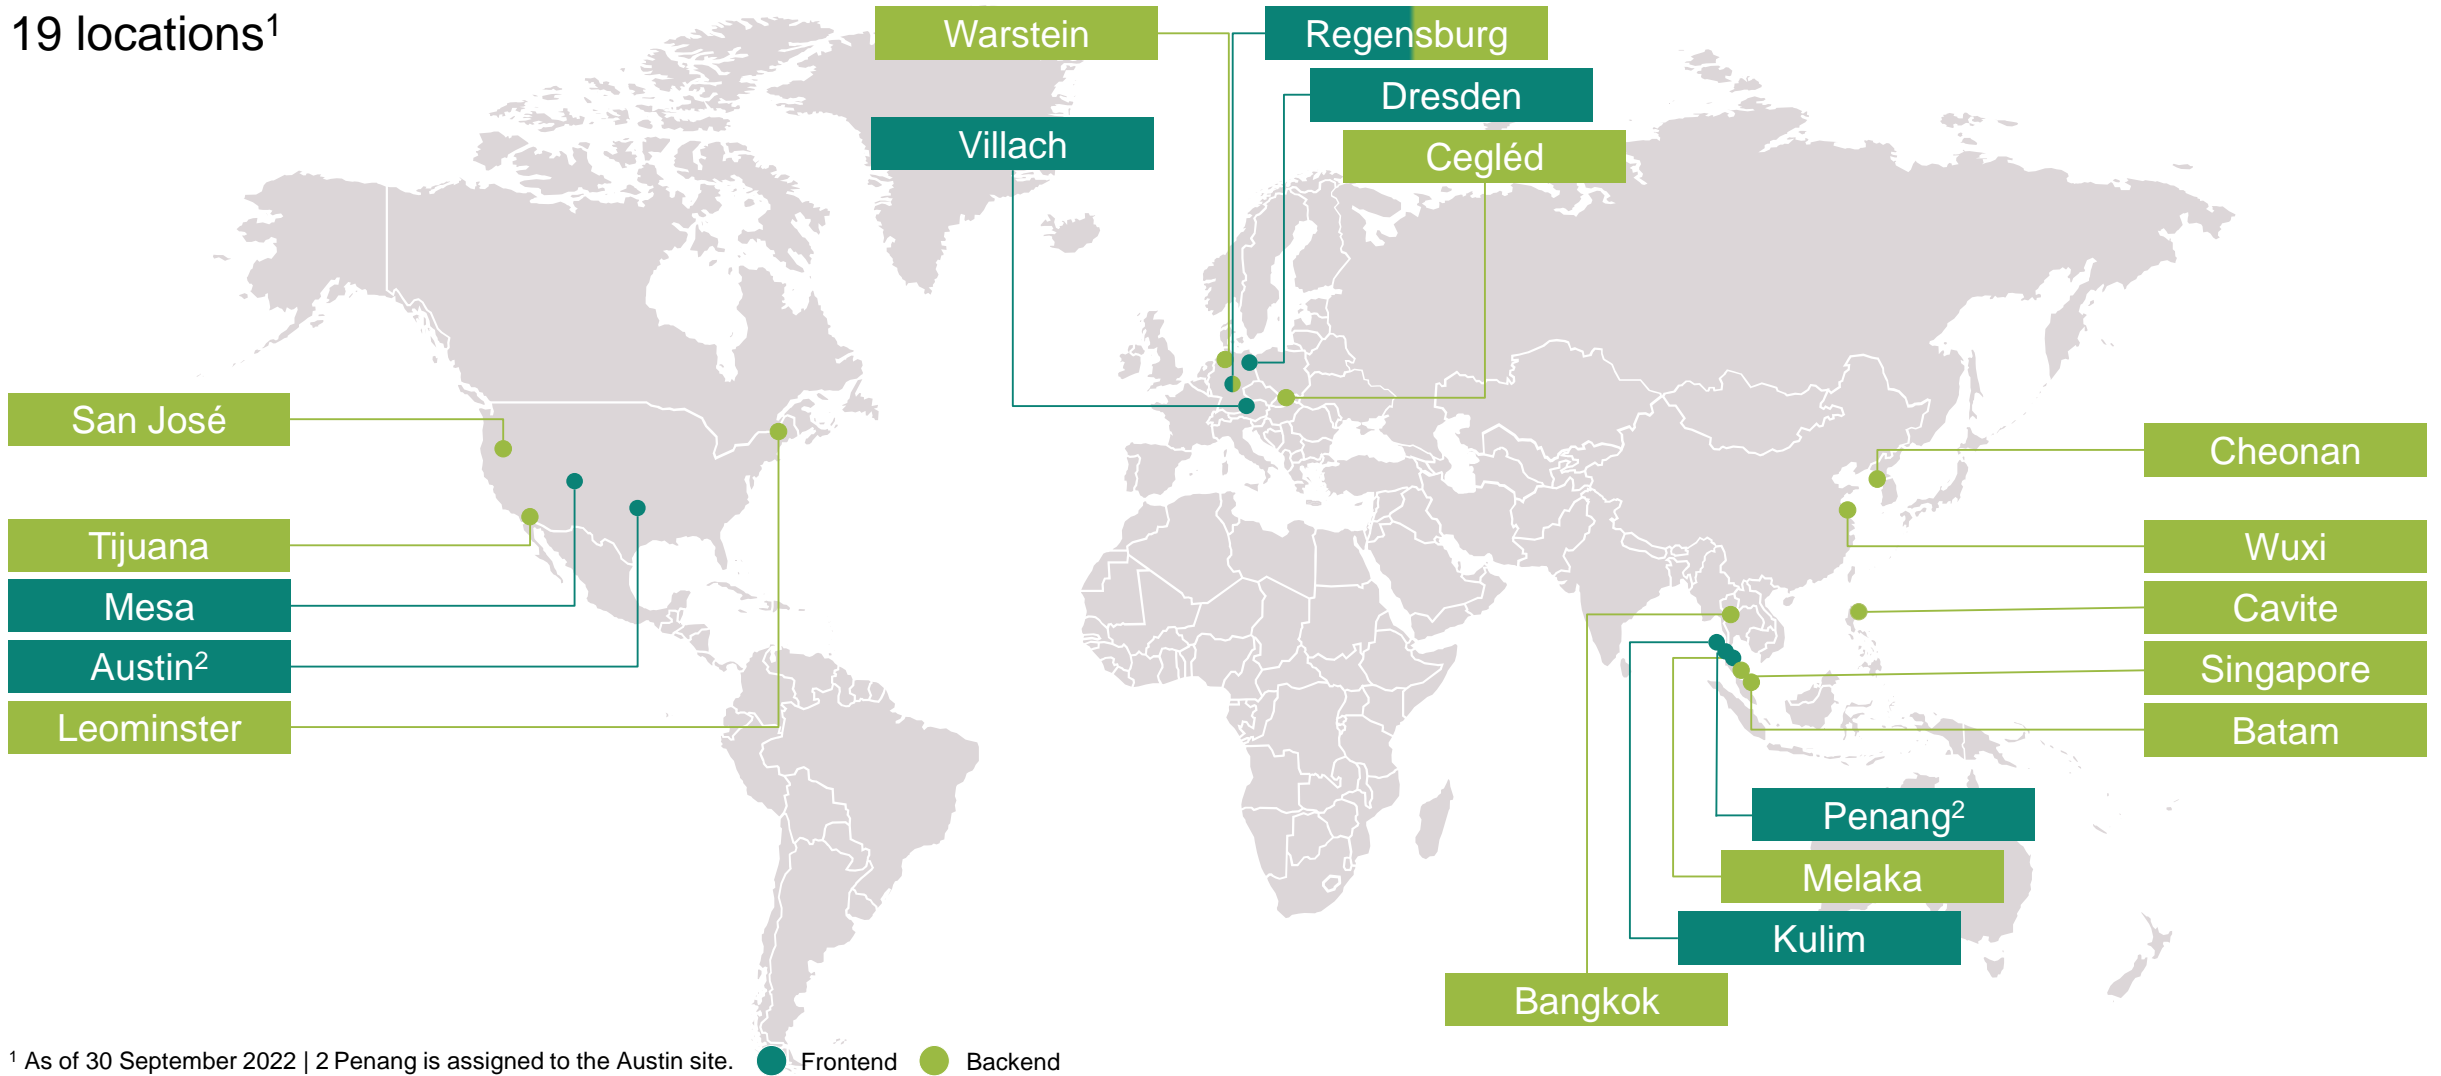 19 locations¹
Warstein
Regensburg
Dresden
Villach
Cegléd
San José
Tijuana
Mesa
Austin²
Leominster
Cheonan
Wuxi
Cavite
Singapore
Batam
Penang²
Melaka
Kulim
Bangkok
¹ As of 30 September 2022 | 2 Penang is assigned to the Austin site.
Frontend
Backend